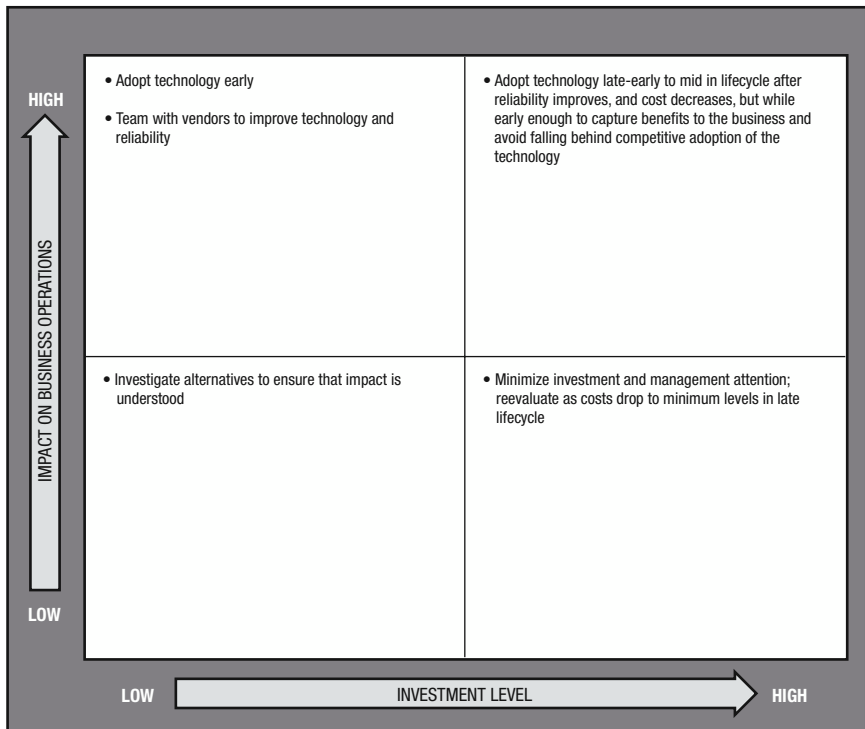 HIGH
• Adopt technology early
• Team with vendors to improve technology and
reliability
• Adopt technology late-early to mid in lifecycle after
reliability improves, and cost decreases, but while
early enough to capture benefits to the business and
avoid falling behind competitive adoption of the
technology
IMPACT ON BUSINESS OPERATIONS
• Investigate alternatives to ensure that impact is
understood
• Minimize investment and management attention;
reevaluate as costs drop to minimum levels in late
lifecycle
LOW
LOW
INVESTMENT LEVEL
HIGH